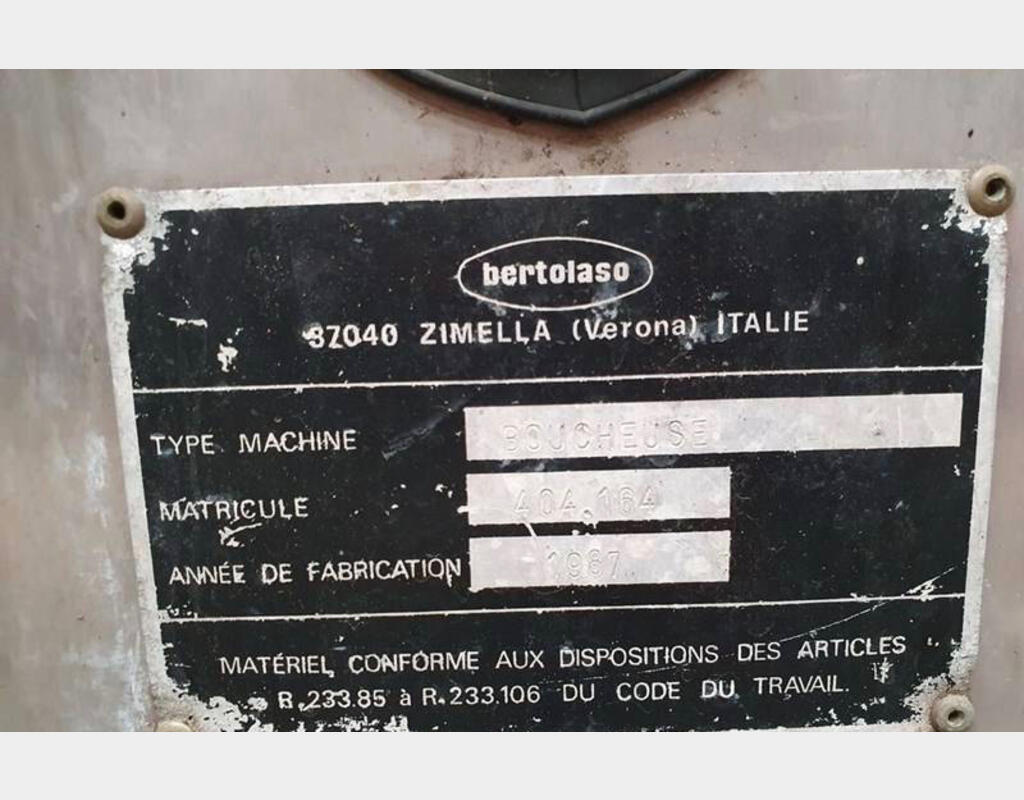 bertolaso
37040 ZIMELLA (Verona) ITALIE
TYPE MACHINE BOUCHEUSE
MATRICULE 404.164
ANNÉE DE FABRICATION 1987
MATÉRIEL CONFORME AUX DISPOSITIONS DES ARTICLES
R.233.85 à R.233.106 DU CODE DU TRAVAIL.